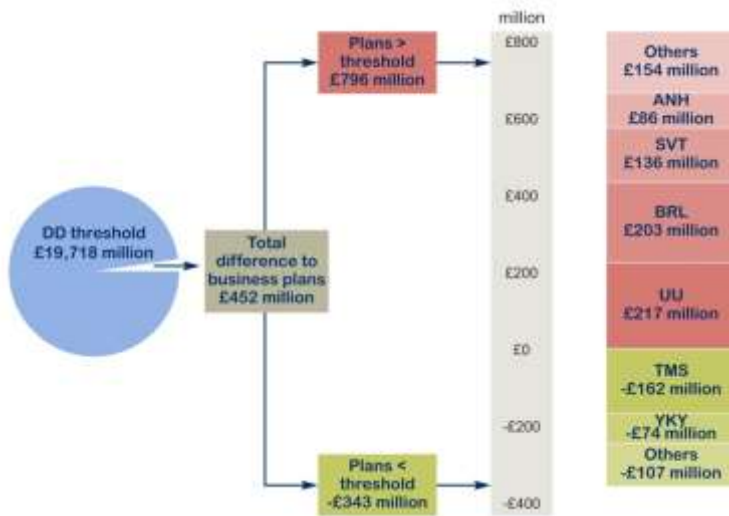 million
Plans >
threshold
£796 million
£800
£600
£400
£200
£0
-£200
-£400
DD threshold
£19,718 million
Total
difference to
business plans
£452 million
Plans <
threshold
-£343 million
Others
£154 million
ANH
£86 million
SVT
£136 million
BRL
£203 million
UU
£217 million
TMS
-£162 million
YKY
-£74 million
Others
-£107 million